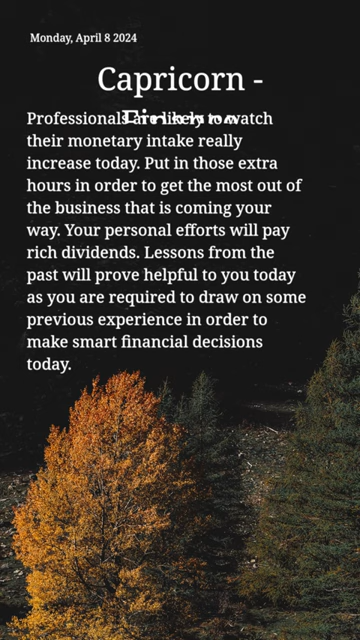 Monday, April 8 2024
Capricorn -
Professionals are likely to watch
their monetary intake really
increase today. Put in those extra
hours in order to get the most out of
the business that is coming your
way. Your personal efforts will pay
rich dividends. Lessons from the
past will prove helpful to you today
as you are required to draw on some
previous experience in order to
make smart financial decisions
today.